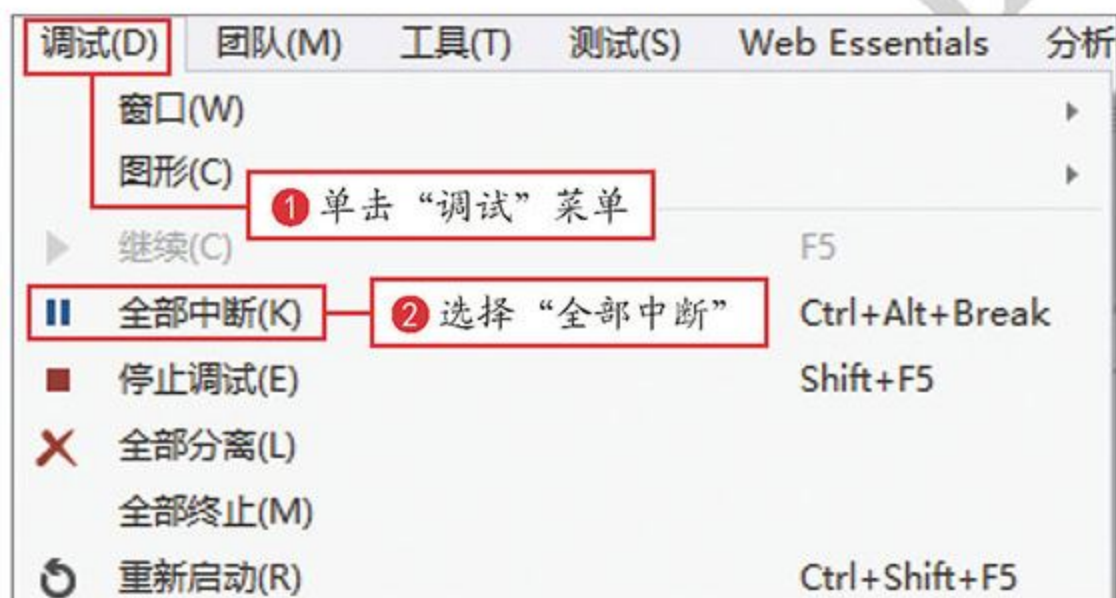 调试(D) 团队(M) 工具(T) 测试(S) Web Essentials 分析
窗口(W)
图形(C)
1 单击“调试”菜单
继续(C) F5
全部中断(K) 2 选择“全部中断” Ctrl+Alt+Break
停止调试(E) Shift+F5
全部分离(L)
全部终止(M)
重新启动(R) Ctrl+Shift+F5